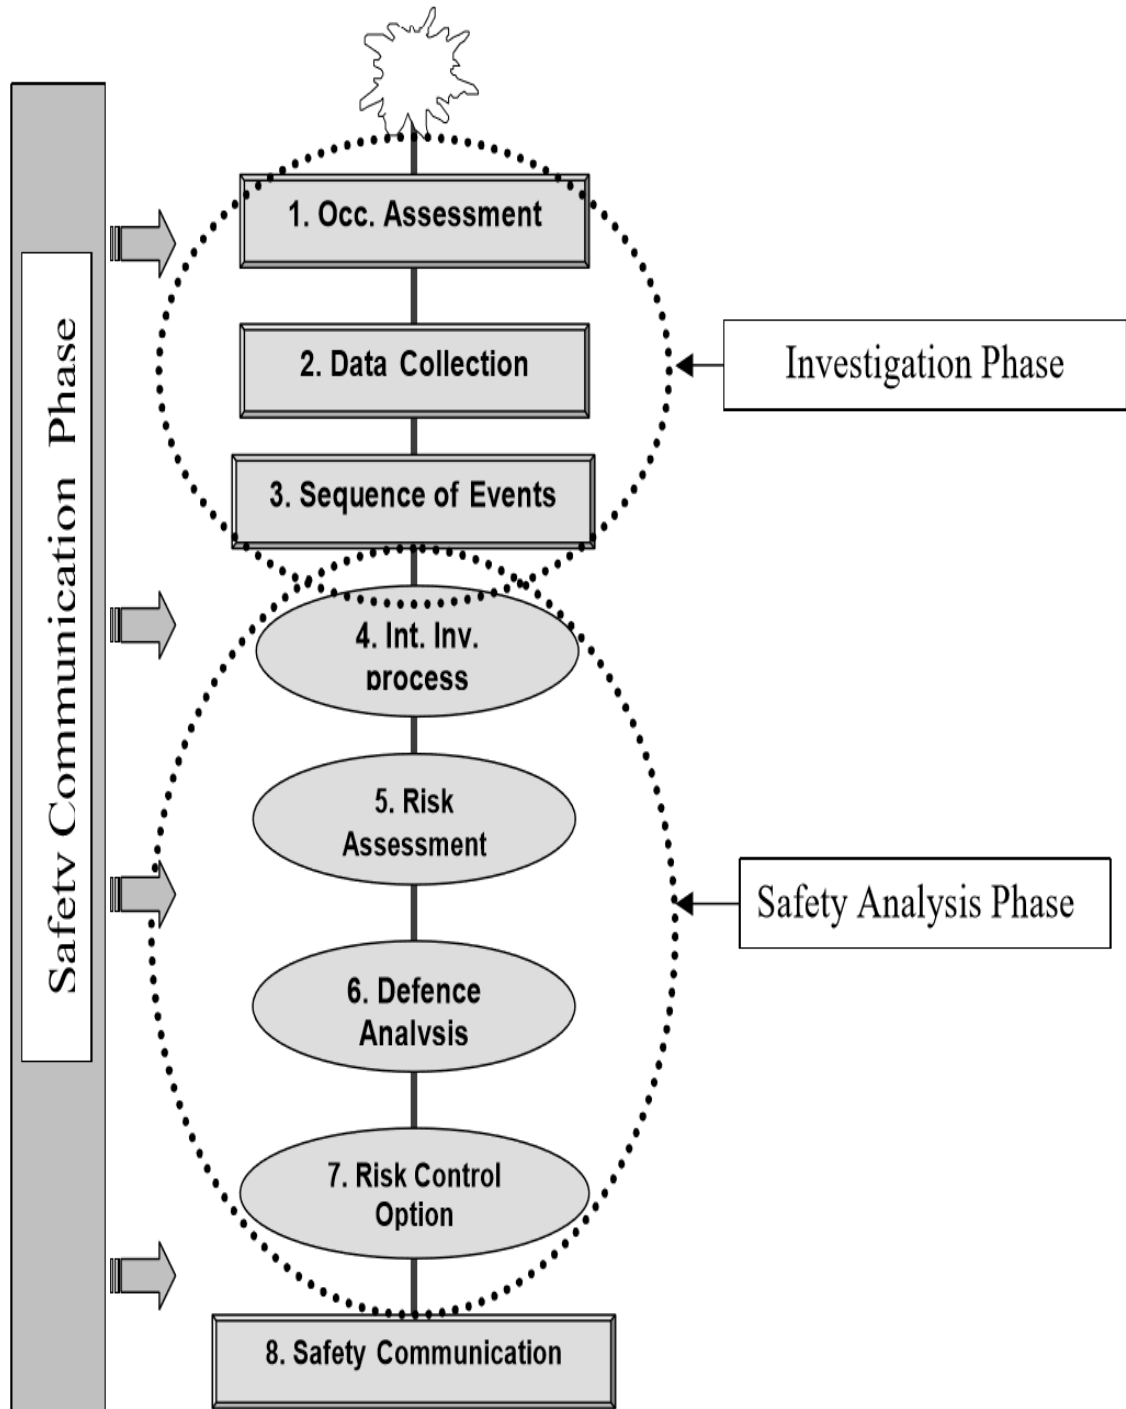 1. Occ. Assessment
2. Data Collection
3. Sequence of Events
4. Int. Inv.
process
5. Risk
Assessment
6. Defence
Analysis
7. Risk Control
Option
8. Safety Communication
Investigation Phase
Safety Analysis Phase
Safety Communication Phase